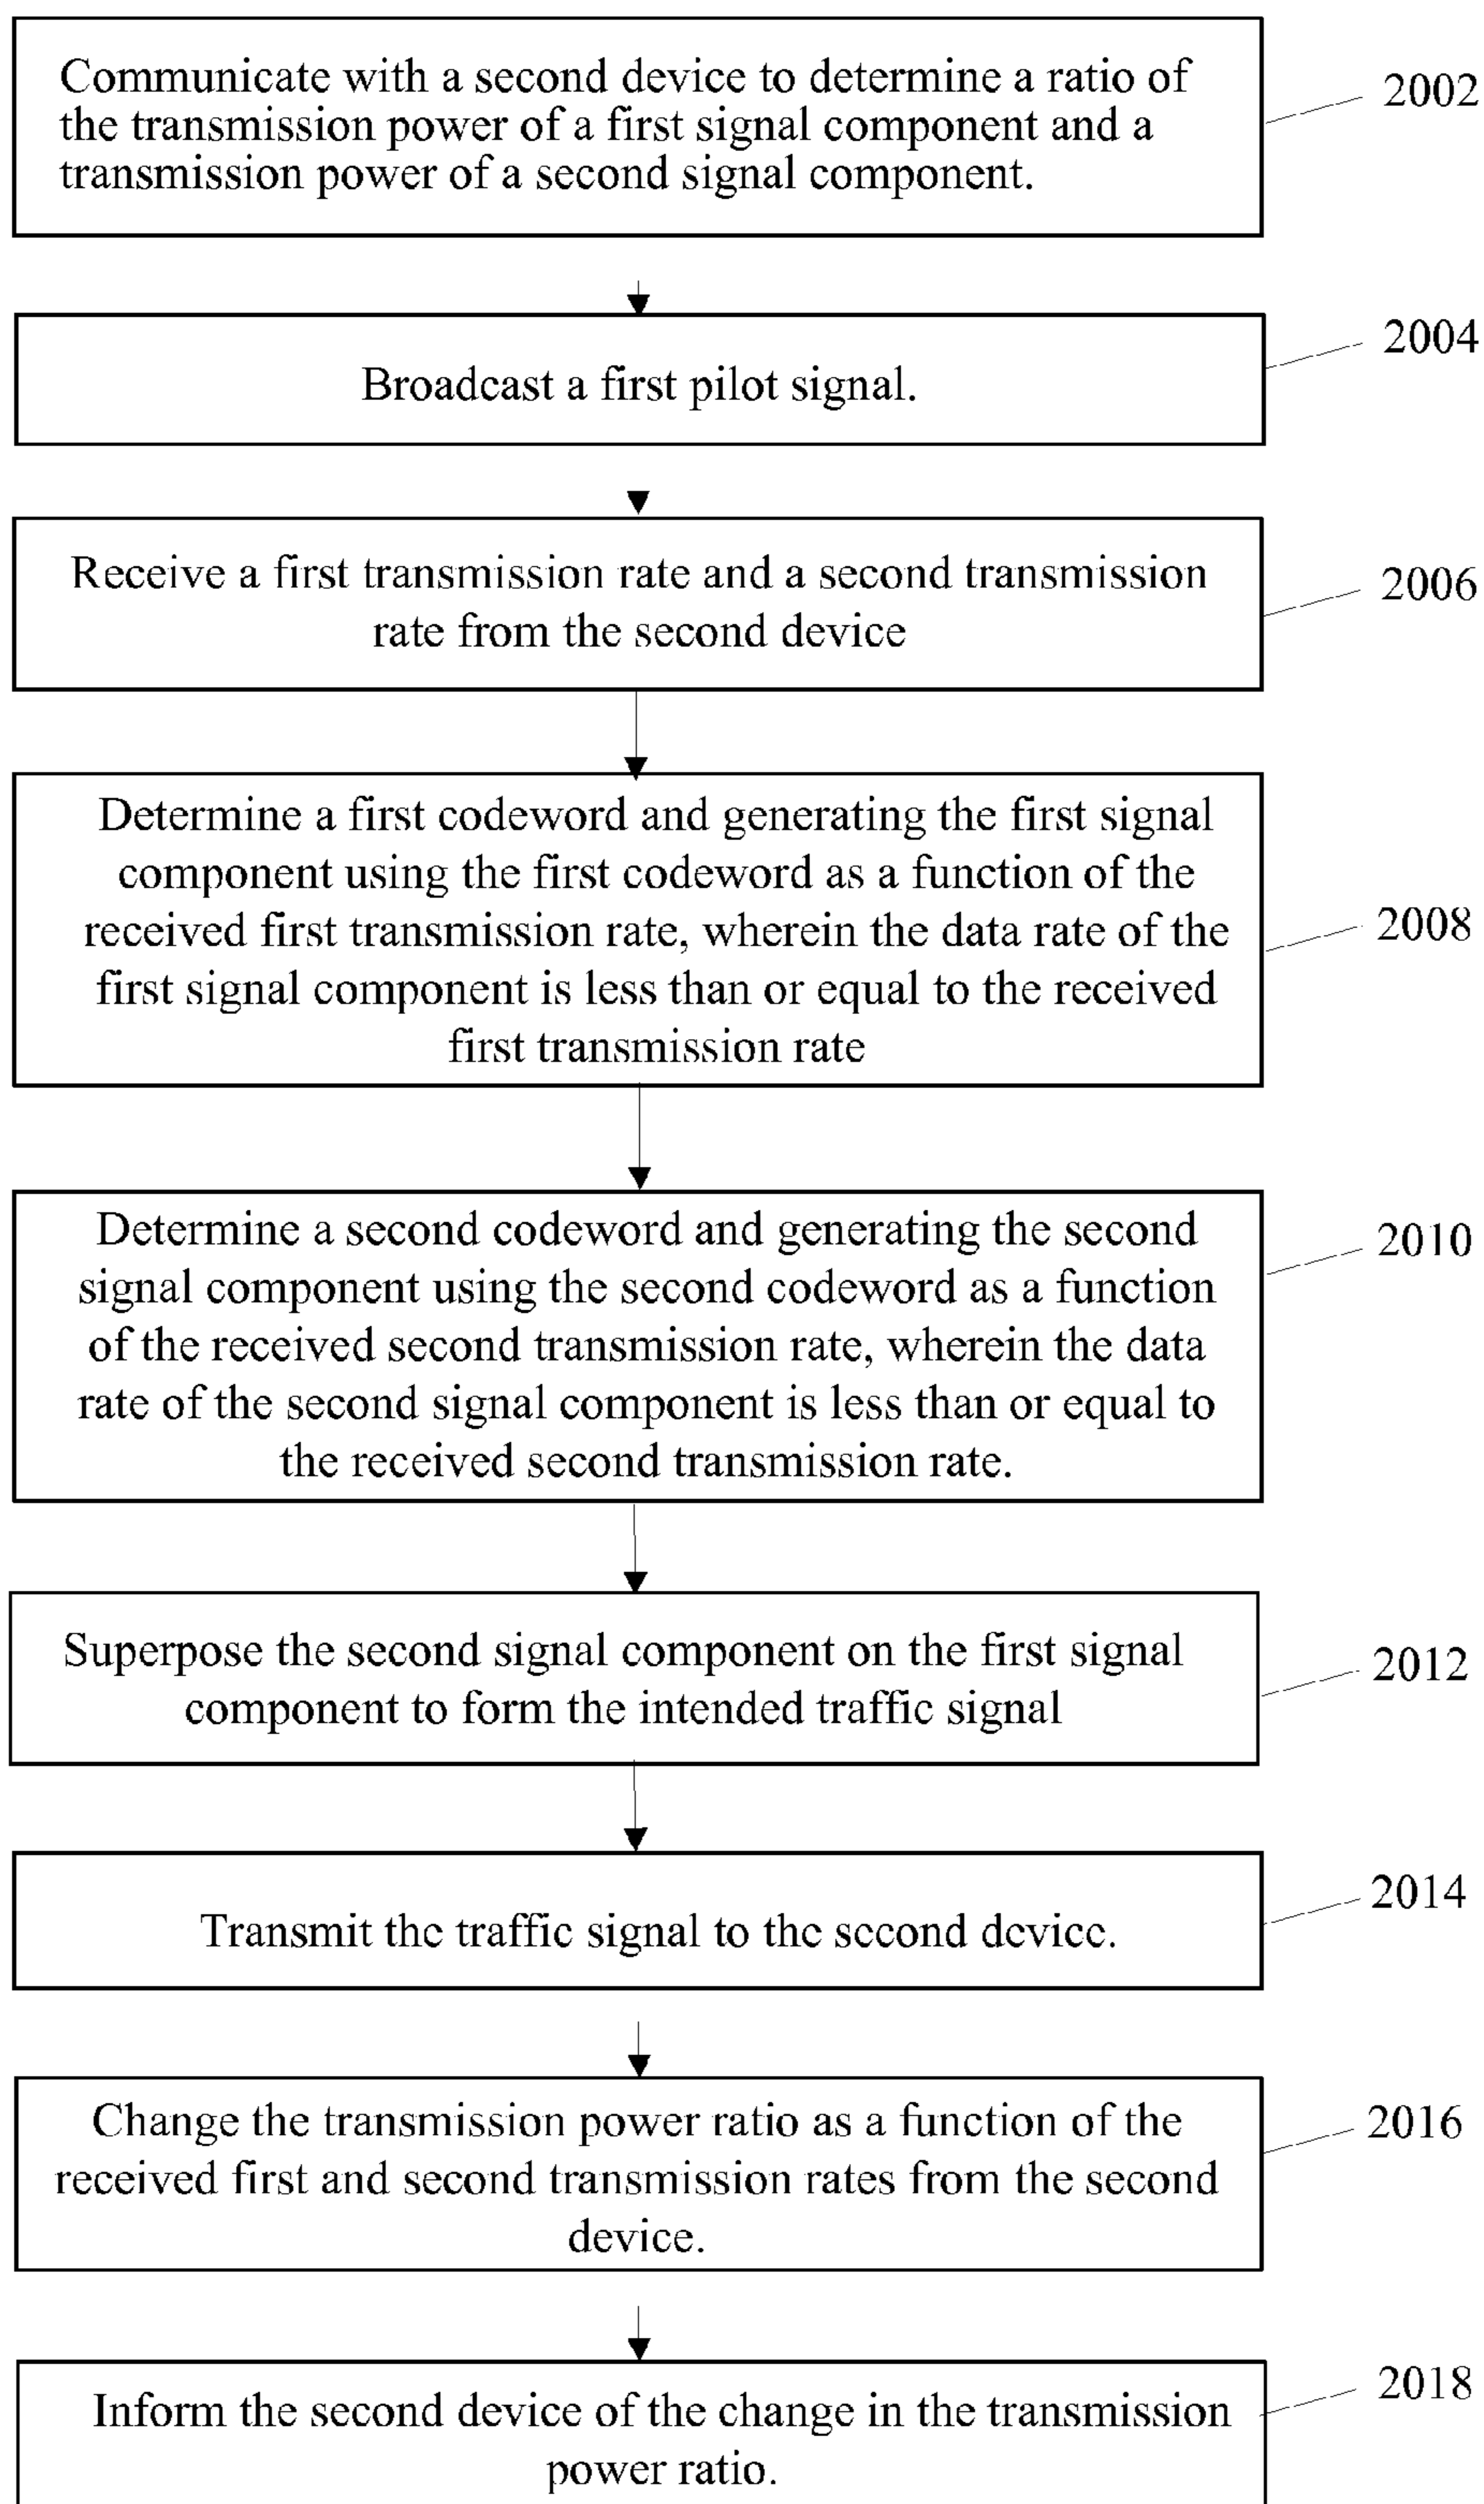 Communicate with a second device to determine a ratio of
the transmission power of a first signal component and a
transmission power of a second signal component.
2002
Broadcast a first pilot signal.
2004
Receive a first transmission rate and a second transmission
rate from the second device
2006
Determine a first codeword and generating the first signal
component using the first codeword as a function of the
received first transmission rate, wherein the data rate of the
first signal component is less than or equal to the received
first transmission rate
2008
Determine a second codeword and generating the second
signal component using the second codeword as a function
of the received second transmission rate, wherein the data
rate of the second signal component is less than or equal to
the received second transmission rate.
2010
Superpose the second signal component on the first signal
component to form the intended traffic signal
2012
Transmit the traffic signal to the second device.
2014
Change the transmission power ratio as a function of the
received first and second transmission rates from the second
device.
2016
Inform the second device of the change in the transmission
power ratio.
2018